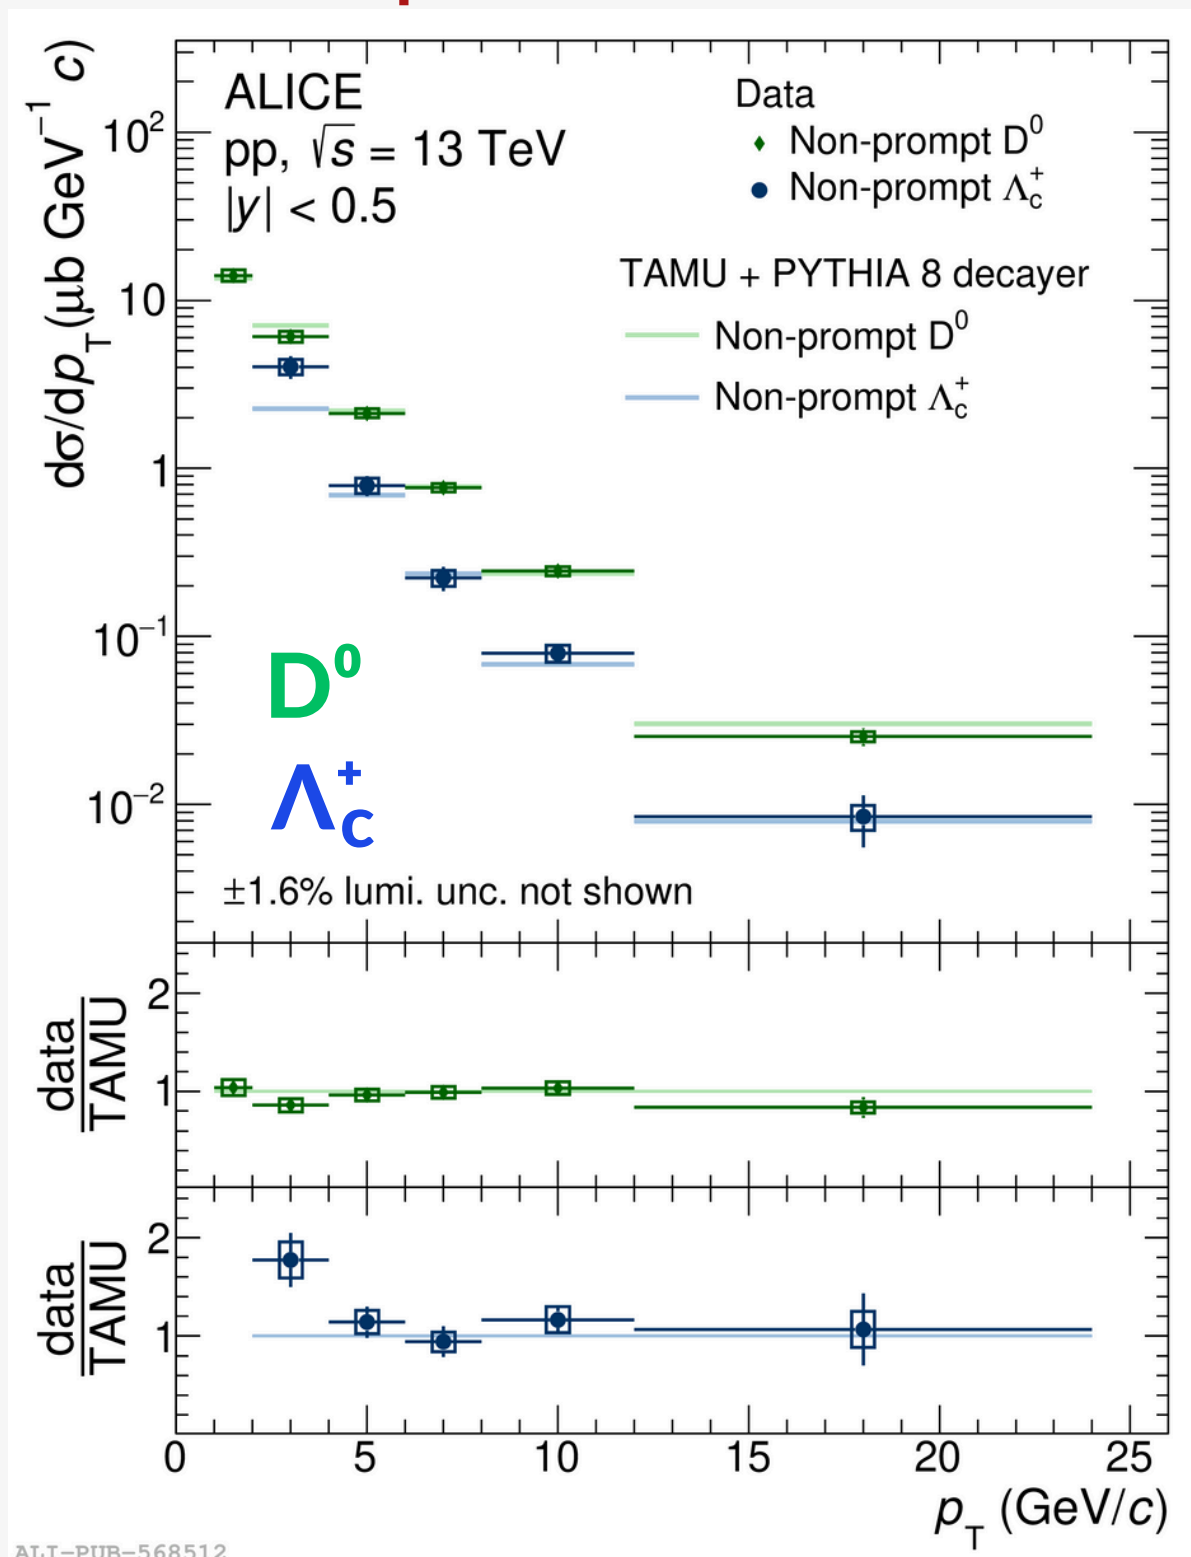 ALICE
pp, √s = 13 TeV
|y| < 0.5
Data
Non-prompt D⁰
Non-prompt Λc⁺
TAMU + PYTHIA 8 decayer
Non-prompt D⁰
Non-prompt Λc⁺
dσ/dpT (μb GeV⁻¹ c)
10²
10
1
10⁻¹
10⁻²
D⁰
Λc⁺
±1.6% lumi. unc. not shown
data
TAMU
2
1
data
TAMU
2
1
0 5 10 15 20 25
pT (GeV/c)
ALI-PUB-568512